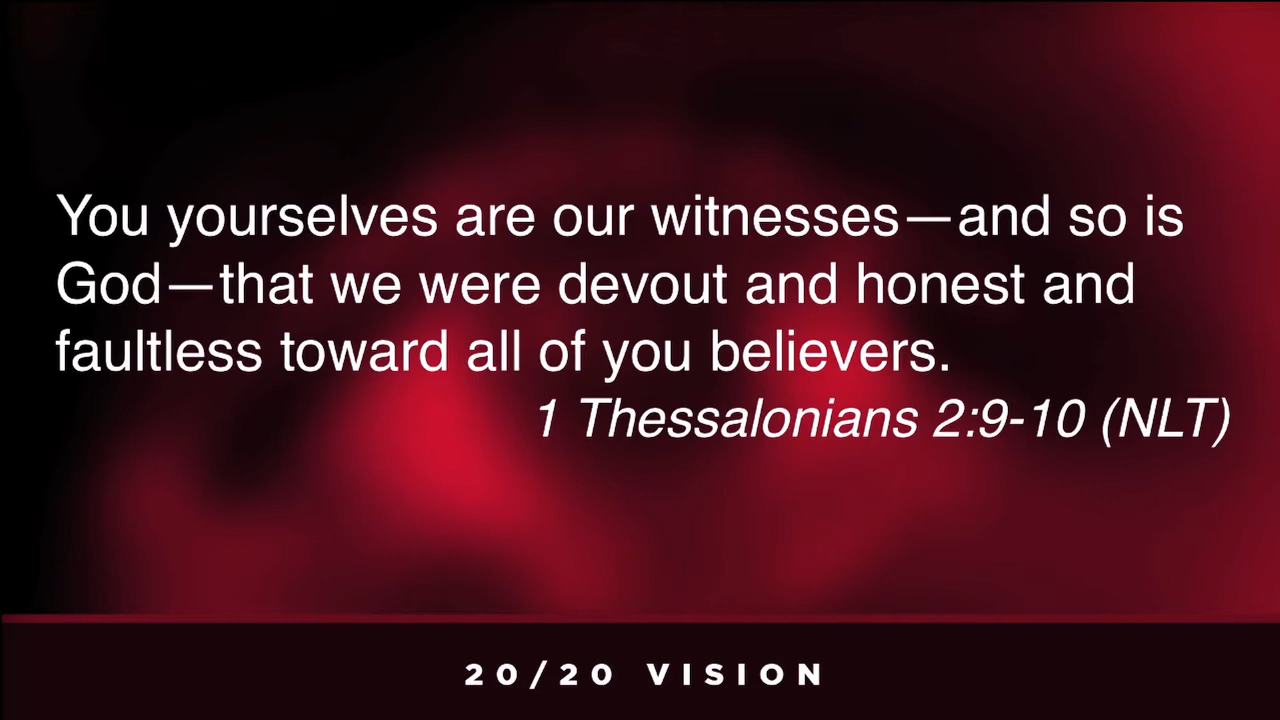 You yourselves are our witnesses—and so is
God—that we were devout and honest and
faultless toward all of you believers.
1 Thessalonians 2:9-10 (NLT)
20/20 VISION